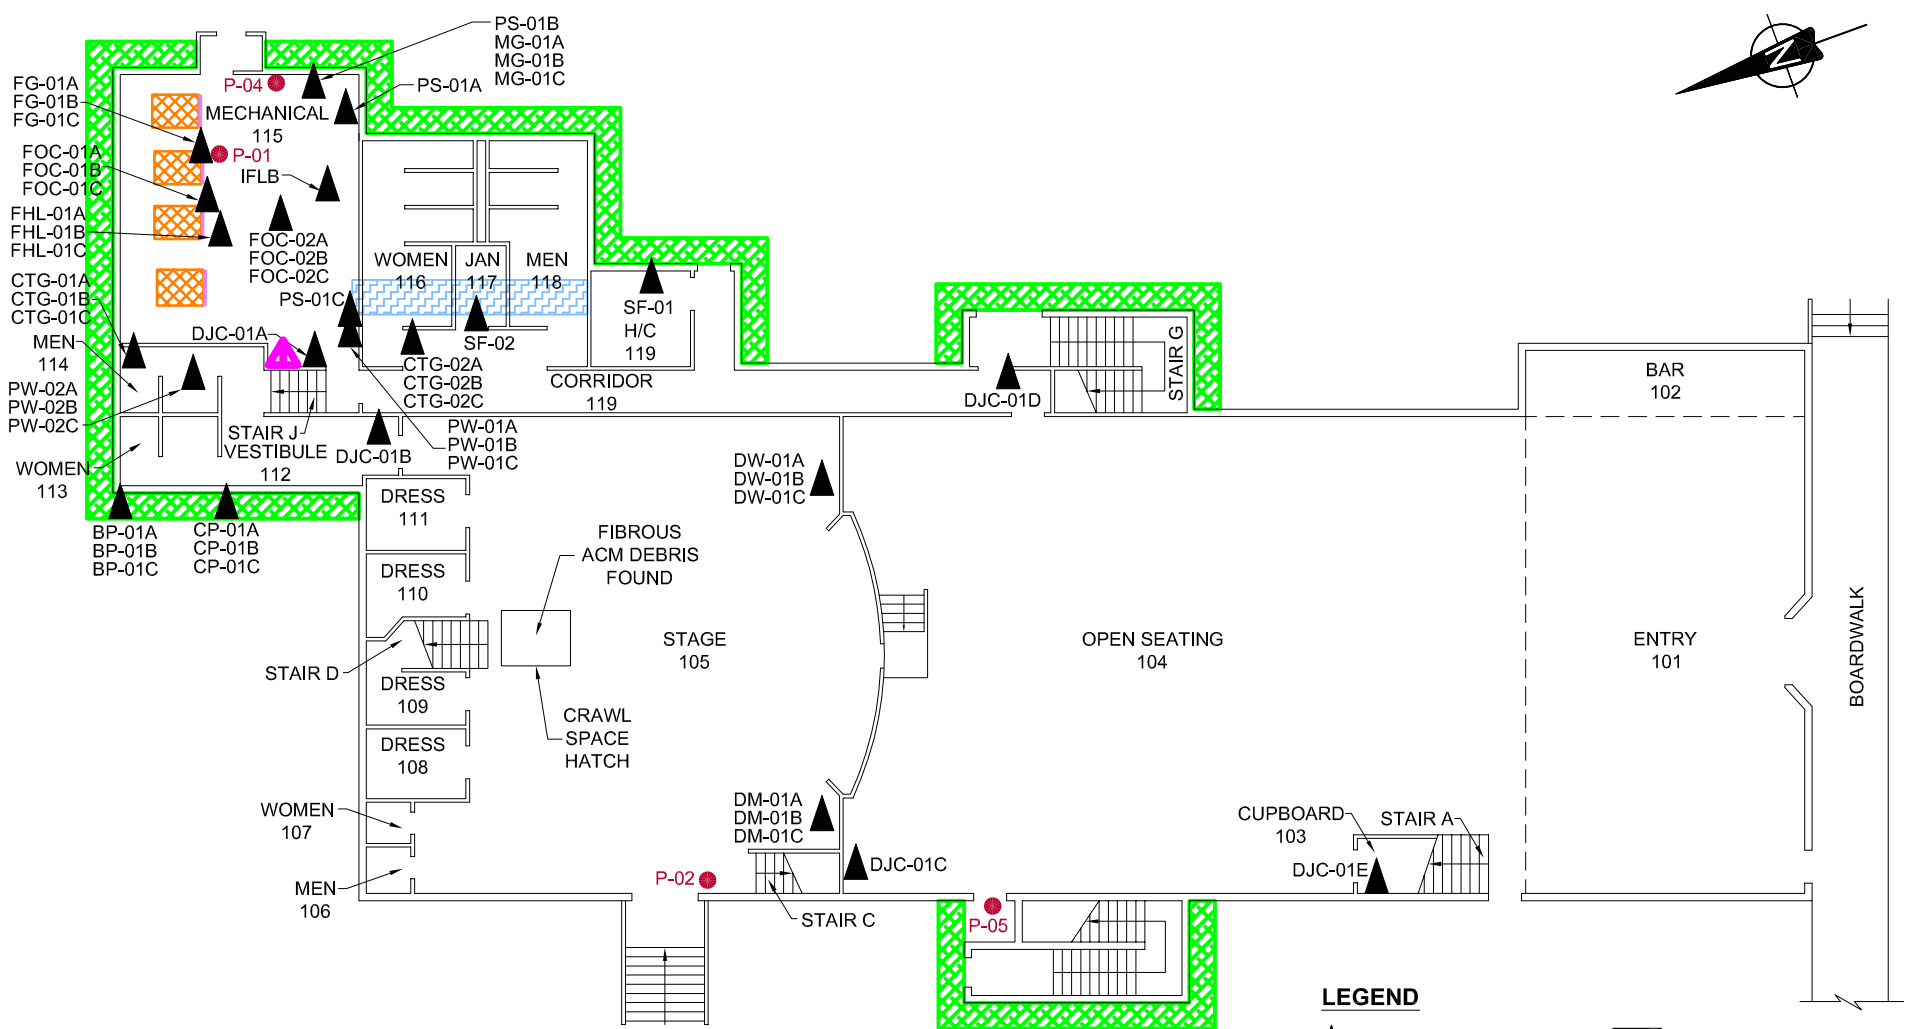 PS-01B
MG-01A
MG-01B
MG-01C
PS-01A
P-04
FG-01A
FG-01B
FG-01C
MECHANICAL
115
P-01
FOC-01A
FOC-01B
FOC-01C
IFLB
FHL-01A
FHL-01B
FHL-01C
FOC-02A
FOC-02B
FOC-02C
WOMEN
116
JAN
117
MEN
118
CTG-01A
CTG-01B
CTG-01C
PS-01C
SF-01
H/C
119
SF-02
DJC-01A
MEN
114
CTG-02A
CTG-02B
CTG-02C
CORRIDOR
119
PW-02A
PW-02B
PW-02C
STAIR J
VESTIBULE
112
DJC-01B
PW-01A
PW-01B
PW-01C
WOMEN
113
BP-01A
BP-01B
BP-01C
CP-01A
CP-01B
CP-01C
DJC-01D
STAIR G
BAR
102
DW-01A
DW-01B
DW-01C
DRESS
111
FIBROUS
ACM DEBRIS
FOUND
DRESS
110
STAIR D
DRESS
109
STAGE
105
OPEN SEATING
104
ENTRY
101
BOARDWALK
CRAWL
SPACE
HATCH
DRESS
108
WOMEN
107
MEN
106
DM-01A
DM-01B
DM-01C
DJC-01C
CUPBOARD
103
STAIR A
DJC-01E
P-02
STAIR C
P-05
LEGEND
N